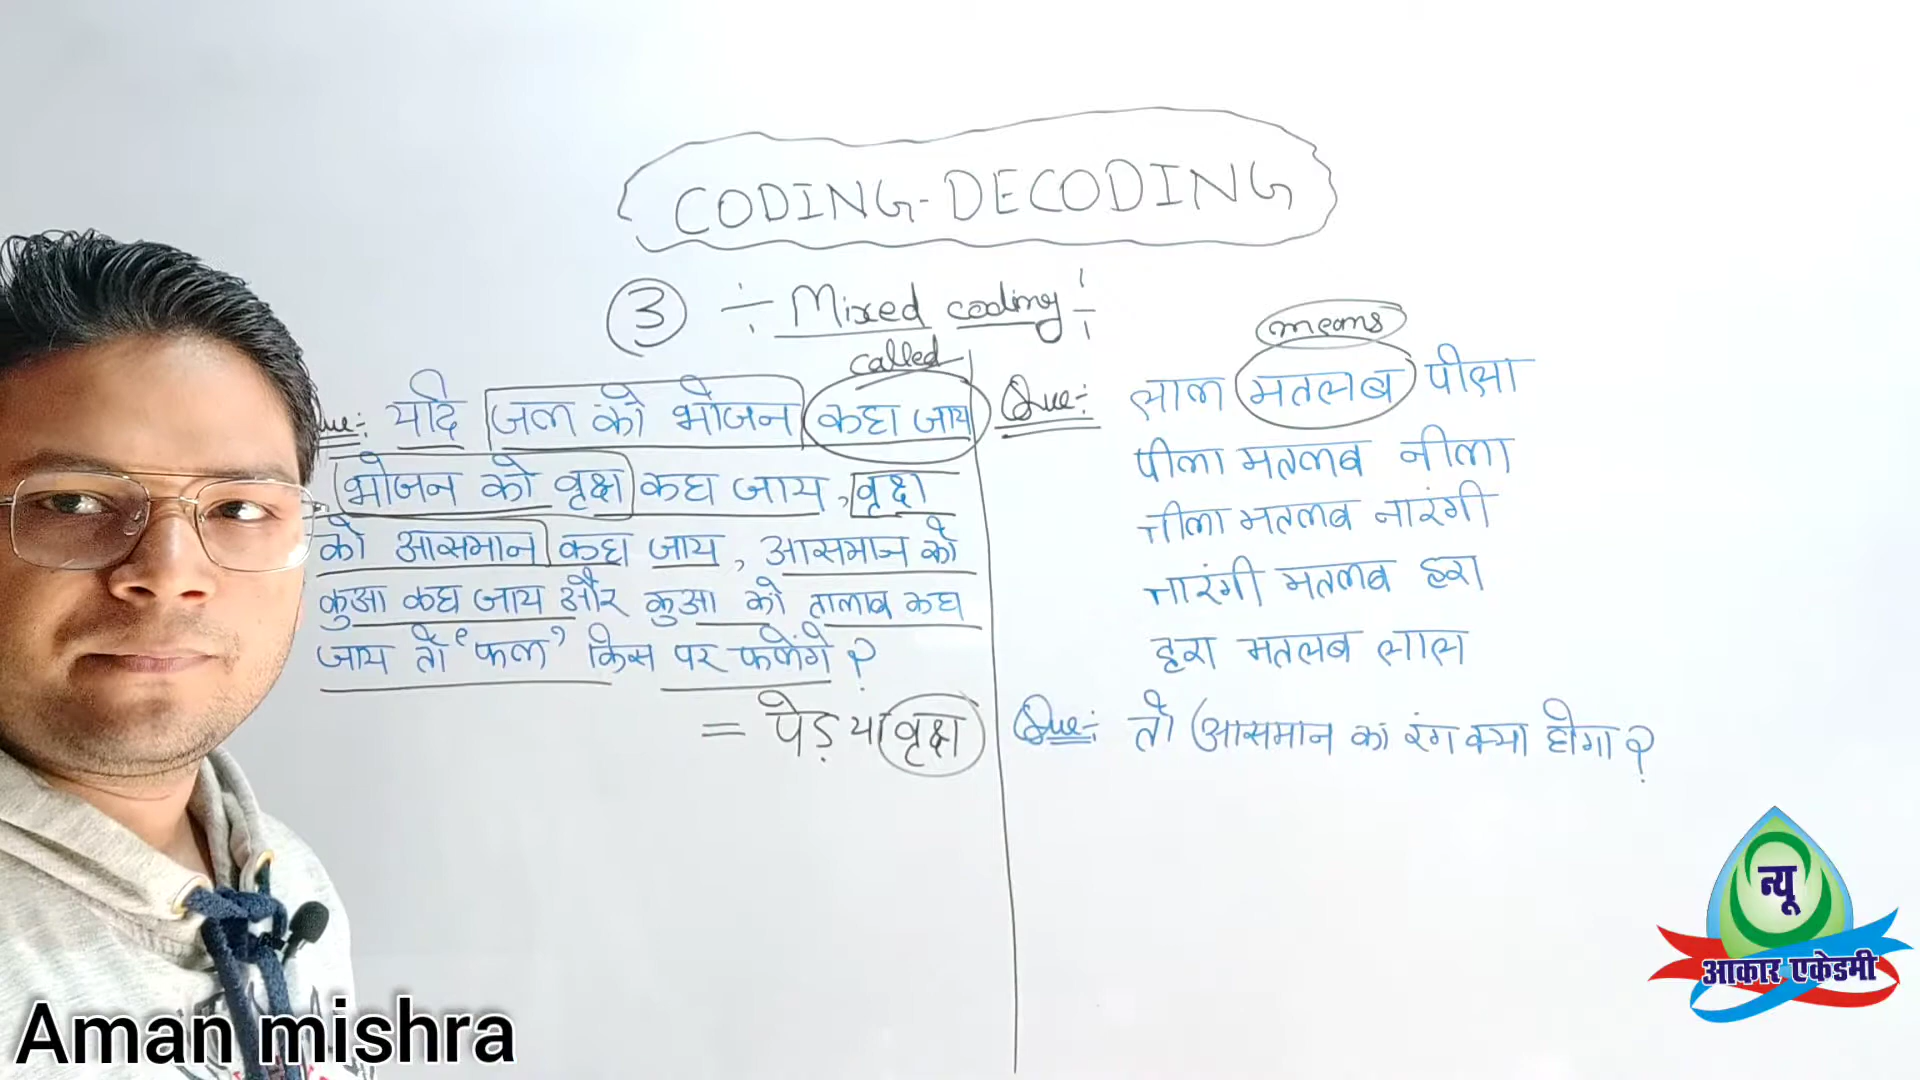 CODING-DECODING
③ ÷ Mixed coding ÷
called
Que:- यदि जल को भोजन कहा जाय
भोजन को वृक्ष कहा जाय, वृक्ष
को आसमान कहा जाय, आसमान को
कुआ कहा जाय और कुआ को तालाब कहा
जाय तो "फल" किस पर फलेंगे ?
= पेड़ या वृक्ष
means
Que:- लाल मतलब पीला
पीला मतलब नीला
नीला मतलब नारंगी
नारंगी मतलब हरा
हरा मतलब लाल
Que:- तो आसमान का रंग क्या होगा ?
न्यू
आकार एकेडमी
Aman mishra